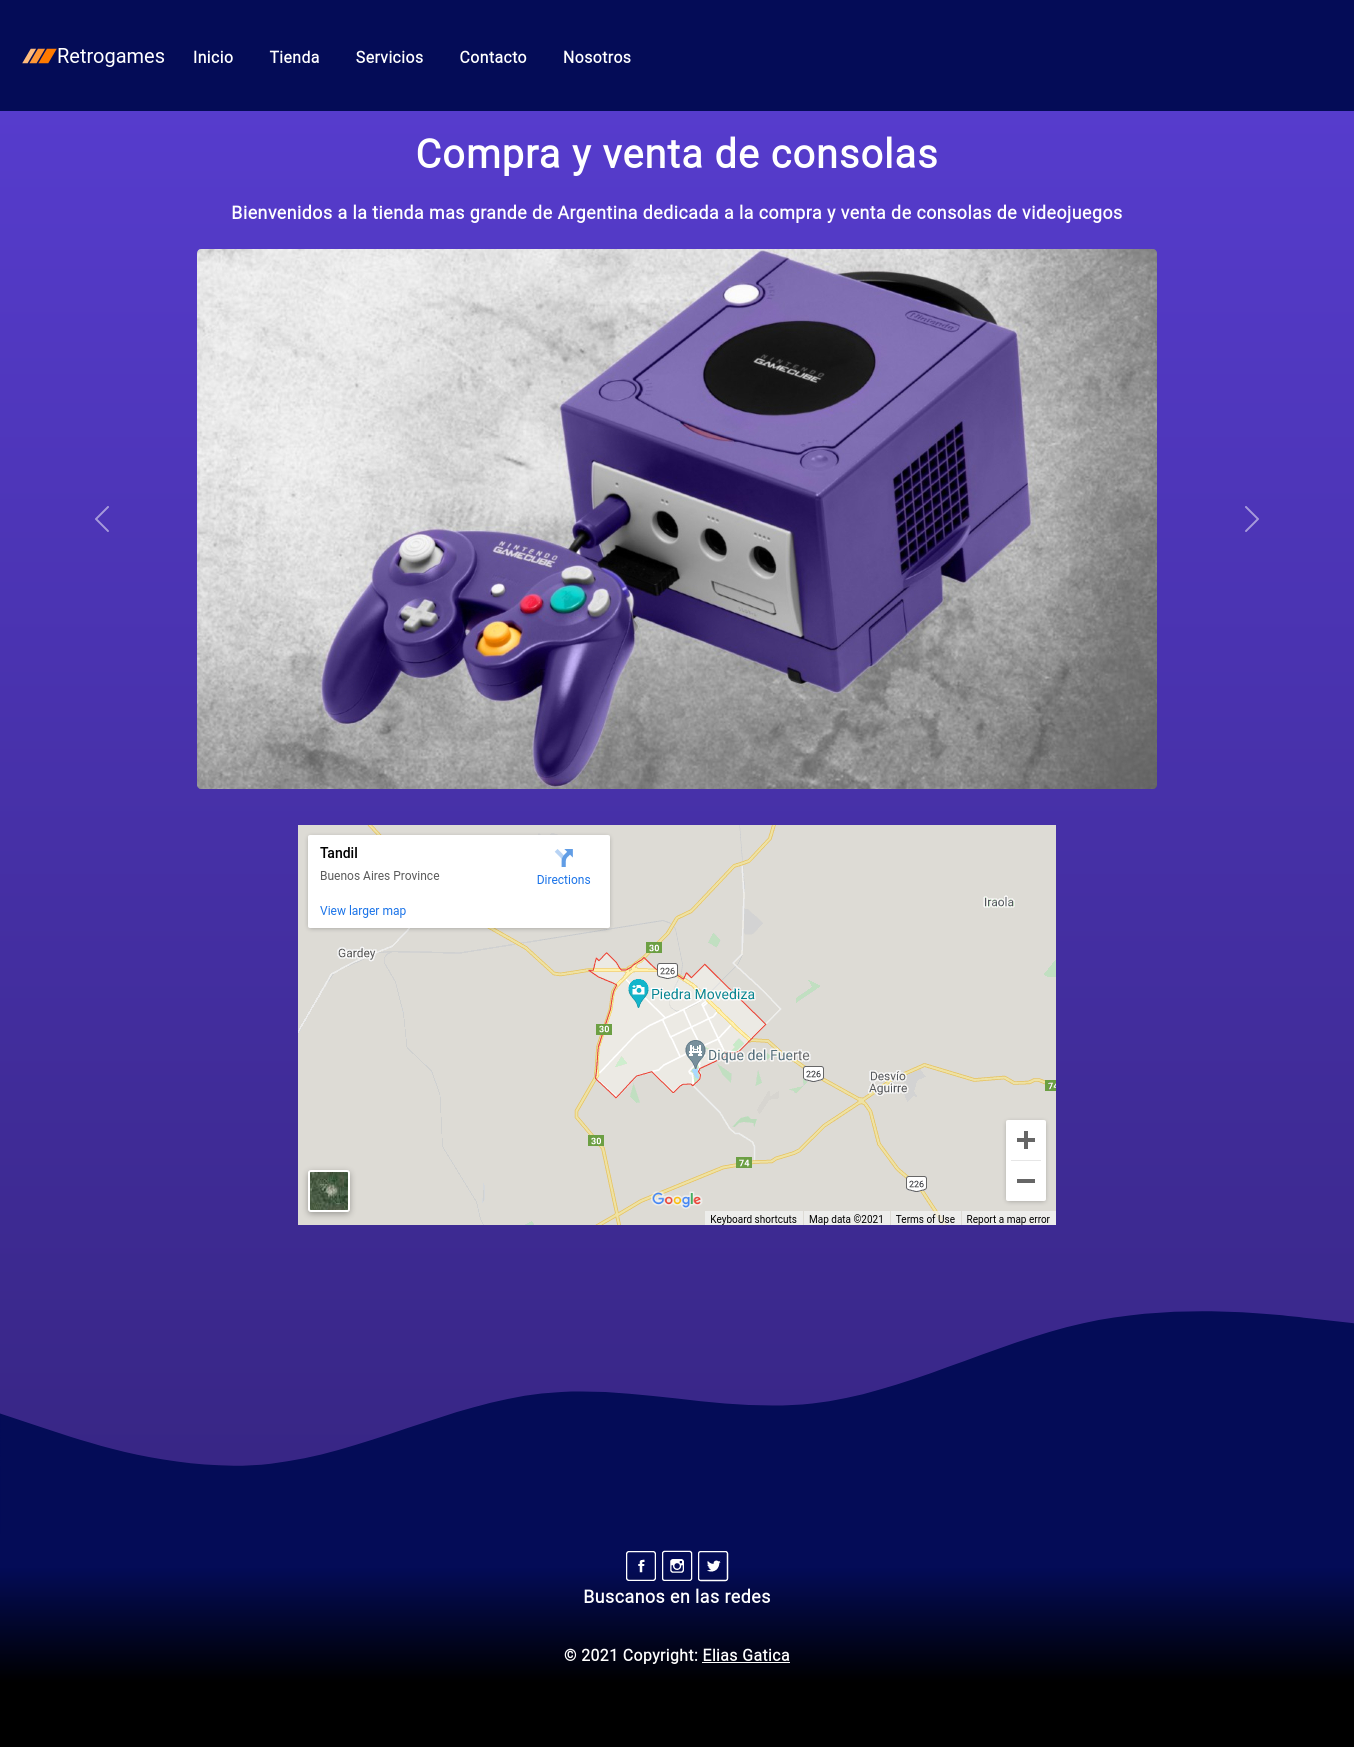 Retrogames
Inicio
Tienda
Servicios
Contacto
Nosotros
Compra y venta de consolas
Bienvenidos a la tienda mas grande de Argentina dedicada a la compra y venta de consolas de videojuegos
Nintendo
NINTENDO
GAMECUBE
NINTENDO
GAMECUBE
Tandil
Buenos Aires Province
Directions
View larger map
Iraola
Gardey
30
226
Piedra Movediza
30
Dique del Fuerte
226
Desvío
Aguirre
74
30
74
226
Google
Keyboard shortcuts
Map data ©2021
Terms of Use
Report a map error
Buscanos en las redes
© 2021 Copyright: Elias Gatica